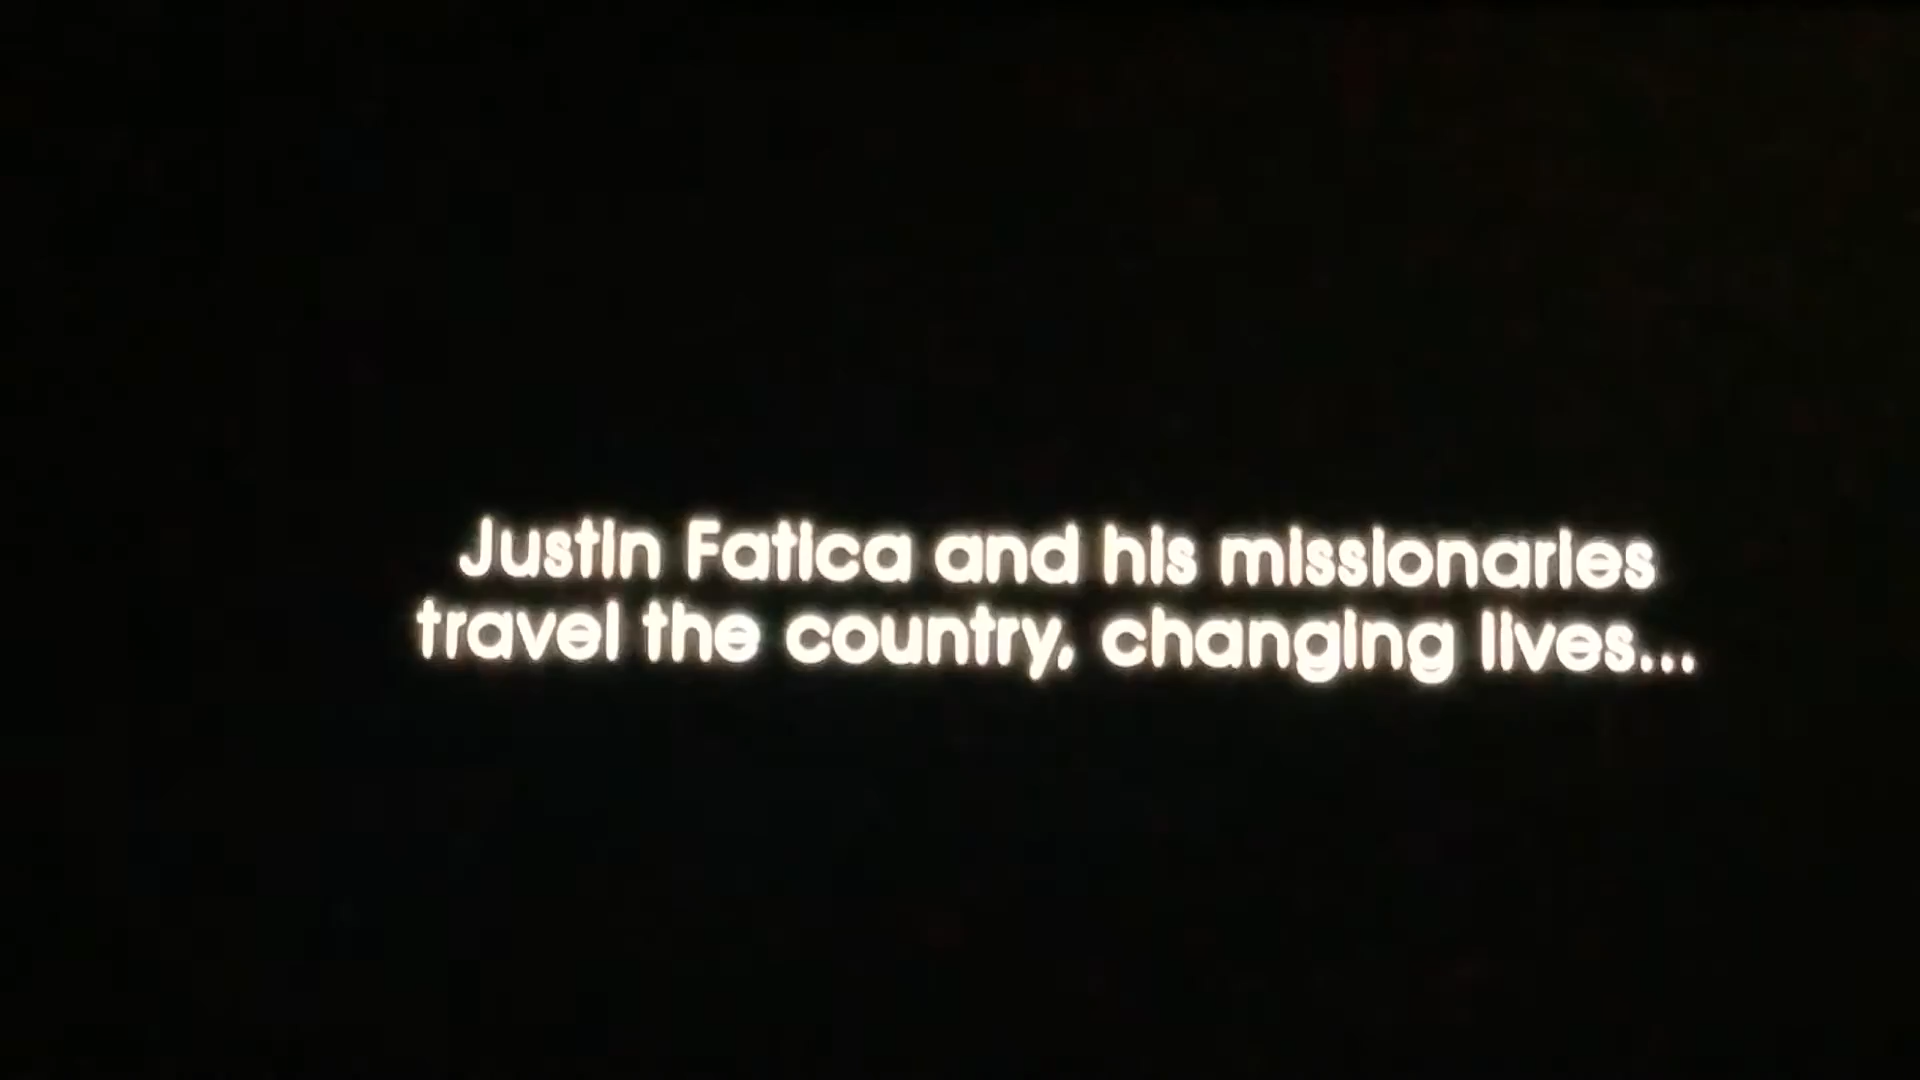 Justin Fatica and his missionaries
travel the country, changing lives...